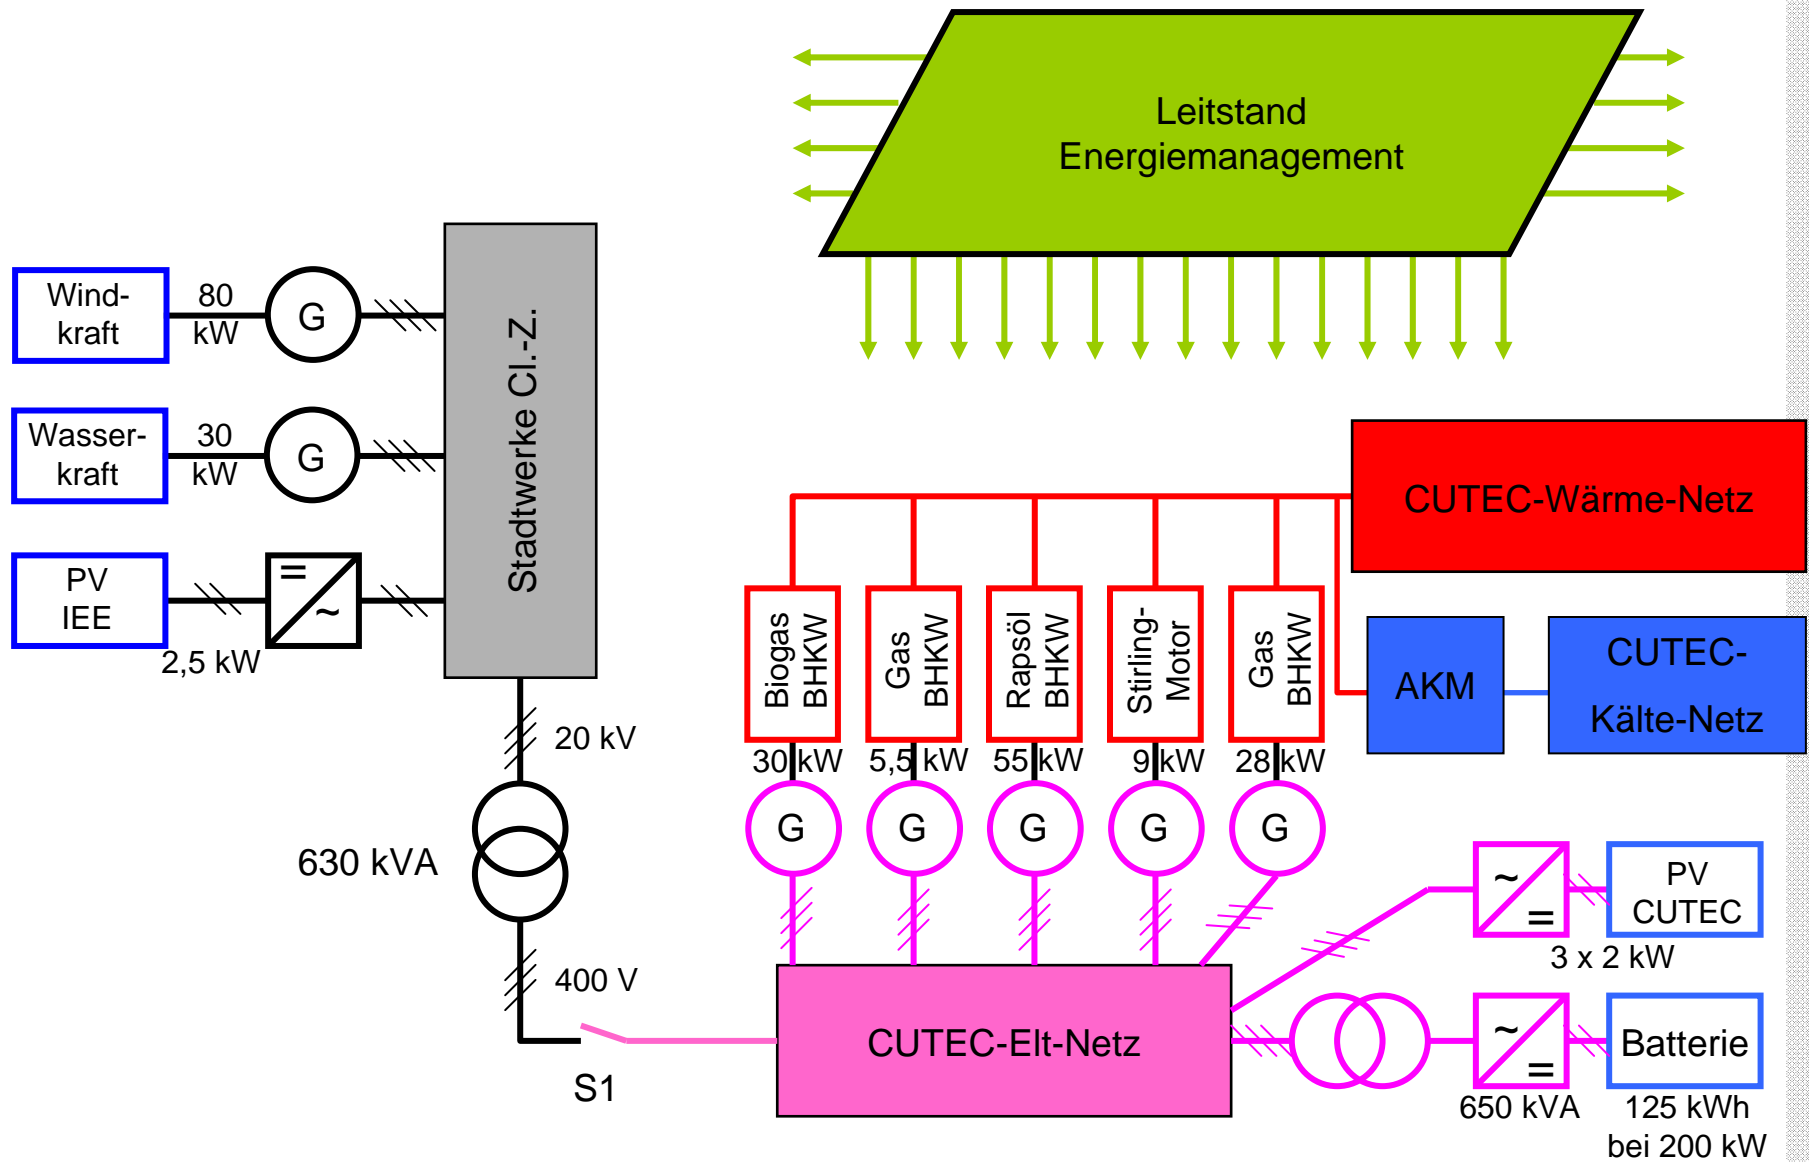 Leitstand
Energiemanagement
Wind-
kraft
80
kW
G
Wasser-
kraft
30
kW
G
PV
IEE
2,5 kW
=
~
Stadtwerke Cl.-Z.
20 kV
630 kVA
400 V
S1
CUTEC-Wärme-Netz
AKM
CUTEC-
Kälte-Netz
Biogas
BHKW
Gas
BHKW
Rapsöl
BHKW
Stirling-
Motor
Gas
BHKW
30 kW
5,5 kW
55 kW
9 kW
28 kW
G
G
G
G
G
CUTEC-Elt-Netz
~
=
PV
CUTEC
3 x 2 kW
~
=
650 kVA
Batterie
125 kWh
bei 200 kW